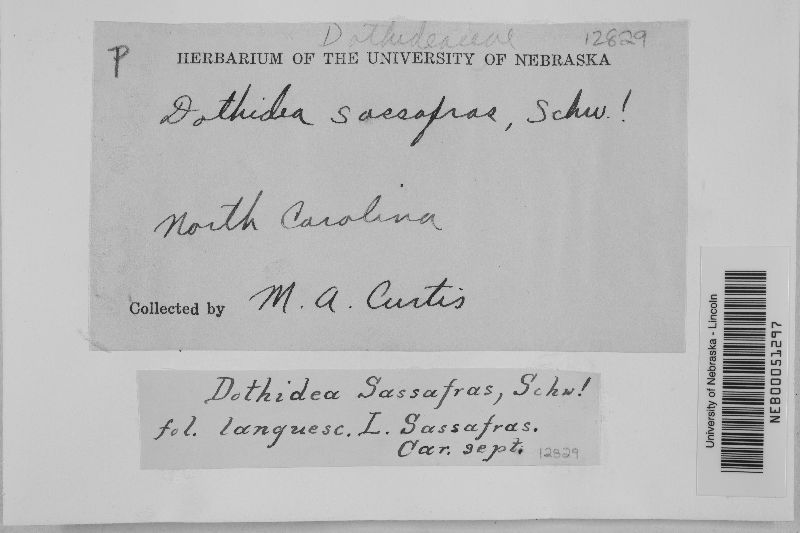 Dothideaceae 12829
P
HERBARIUM OF THE UNIVERSITY OF NEBRASKA
Dothidea sassafras, Schw.!
North Carolina
Collected by M. A. Curtis
Dothidea Sassafras, Schw!
fol. languesc. L. Sassafras.
Car. sept. 12829
University of Nebraska - Lincoln
NEB00051297